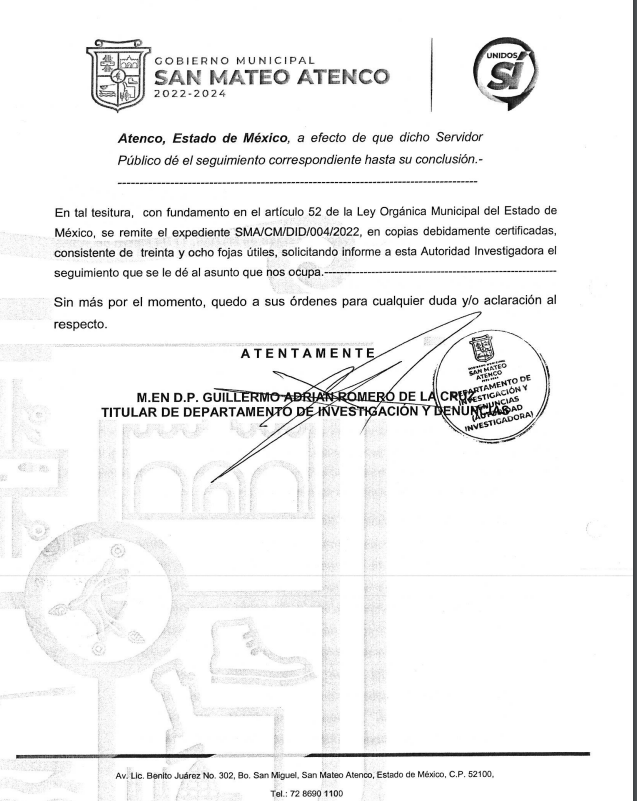 GOBIERNO MUNICIPAL
SAN MATEO ATENCO
2022-2024
UNIDOS
SÍ
Atenco, Estado de México, a efecto de que dicho Servidor
Público dé el seguimiento correspondiente hasta su conclusión.-
------------------------------------------------------------------------------------
En tal tesitura, con fundamento en el artículo 52 de la Ley Orgánica Municipal del Estado de
México, se remite el expediente SMA/CM/DID/004/2022, en copias debidamente certificadas,
consistente de treinta y ocho fojas útiles, solicitando informe a esta Autoridad Investigadora el
seguimiento que se le dé al asunto que nos ocupa.------------------------------------------------------
Sin más por el momento, quedo a sus órdenes para cualquier duda y/o aclaración al
respecto.
A T E N T A M E N T E
M.EN D.P. GUILLERMO ADRIAN ROMERO DE LA CRUZ
TITULAR DE DEPARTAMENTO DE INVESTIGACIÓN Y DENUNCIAS
SAN MATEO
ATENCO
DEPARTAMENTO DE
INVESTIGACIÓN Y
DENUNCIAS
(AUTORIDAD
INVESTIGADORA)
Av. Lic. Benito Juárez No. 302, Bo. San Miguel, San Mateo Atenco, Estado de México, C.P. 52100,
Tel.: 72 8690 1100